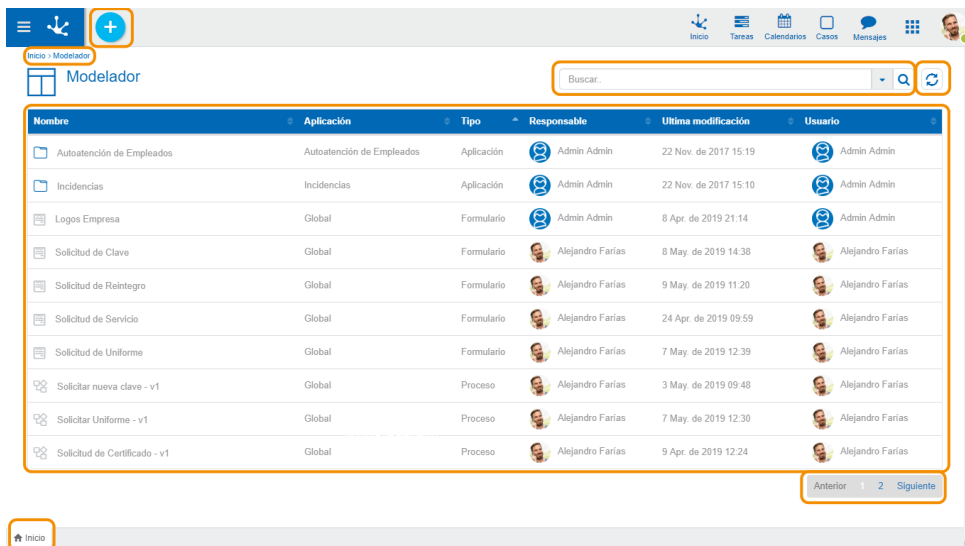 Inicio Tareas Calendarios Casos Mensajes
Inicio > Modelador
Modelador
Buscar..
Nombre Aplicación Tipo Responsable Ultima modificación Usuario
Autoatención de Empleados Autoatención de Empleados Aplicación Admin Admin 22 Nov. de 2017 15:19 Admin Admin
Incidencias Incidencias Aplicación Admin Admin 22 Nov. de 2017 15:10 Admin Admin
Logos Empresa Global Formulario Admin Admin 8 Apr. de 2019 21:14 Admin Admin
Solicitud de Clave Global Formulario Alejandro Farías 8 May. de 2019 14:38 Alejandro Farías
Solicitud de Reintegro Global Formulario Alejandro Farías 9 May. de 2019 11:20 Alejandro Farías
Solicitud de Servicio Global Formulario Alejandro Farías 24 Apr. de 2019 09:59 Alejandro Farías
Solicitud de Uniforme Global Formulario Alejandro Farías 7 May. de 2019 12:39 Alejandro Farías
Solicitar nueva clave - v1 Global Proceso Alejandro Farías 3 May. de 2019 09:48 Alejandro Farías
Solicitar Uniforme - v1 Global Proceso Alejandro Farías 7 May. de 2019 12:30 Alejandro Farías
Solicitud de Certificado - v1 Global Proceso Alejandro Farías 9 Apr. de 2019 12:24 Alejandro Farías
Anterior 1 2 Siguiente
Inicio